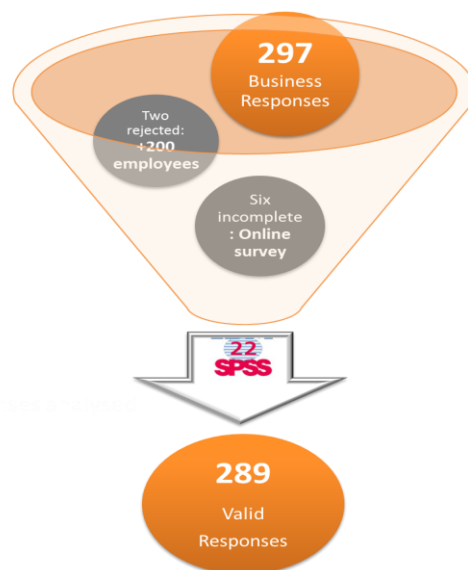 297
Business
Responses
Two
rejected:
+200
employees
Six
incomplete
: Online
survey
22
SPSS
289
Valid
Responses